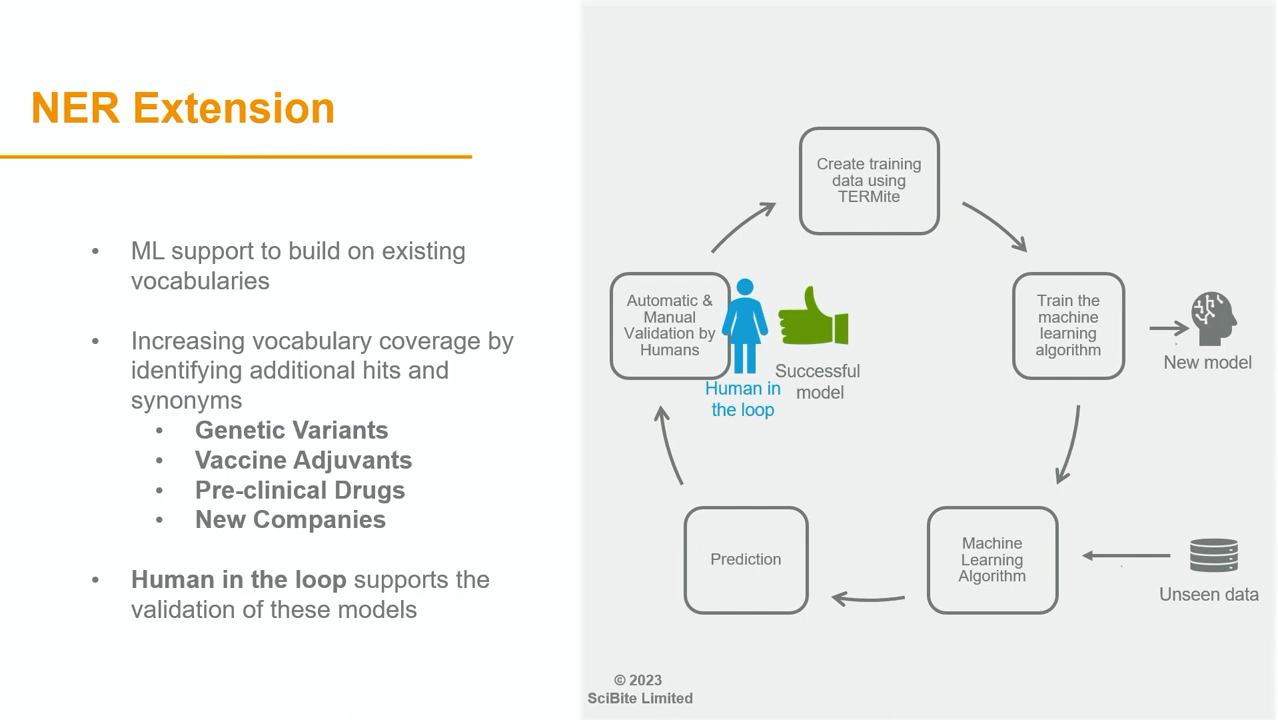 NER Extension
• ML support to build on existing
vocabularies
• Increasing vocabulary coverage by
identifying additional hits and
synonyms
• Genetic Variants
• Vaccine Adjuvants
• Pre-clinical Drugs
• New Companies
• Human in the loop supports the
validation of these models
Create training
data using
TERMite
Train the
machine
learning
algorithm
New model
Machine
Learning
Algorithm
Unseen data
Prediction
Automatic &
Manual
Validation by
Humans
Human in
the loop
Successful
model
© 2023
SciBite Limited